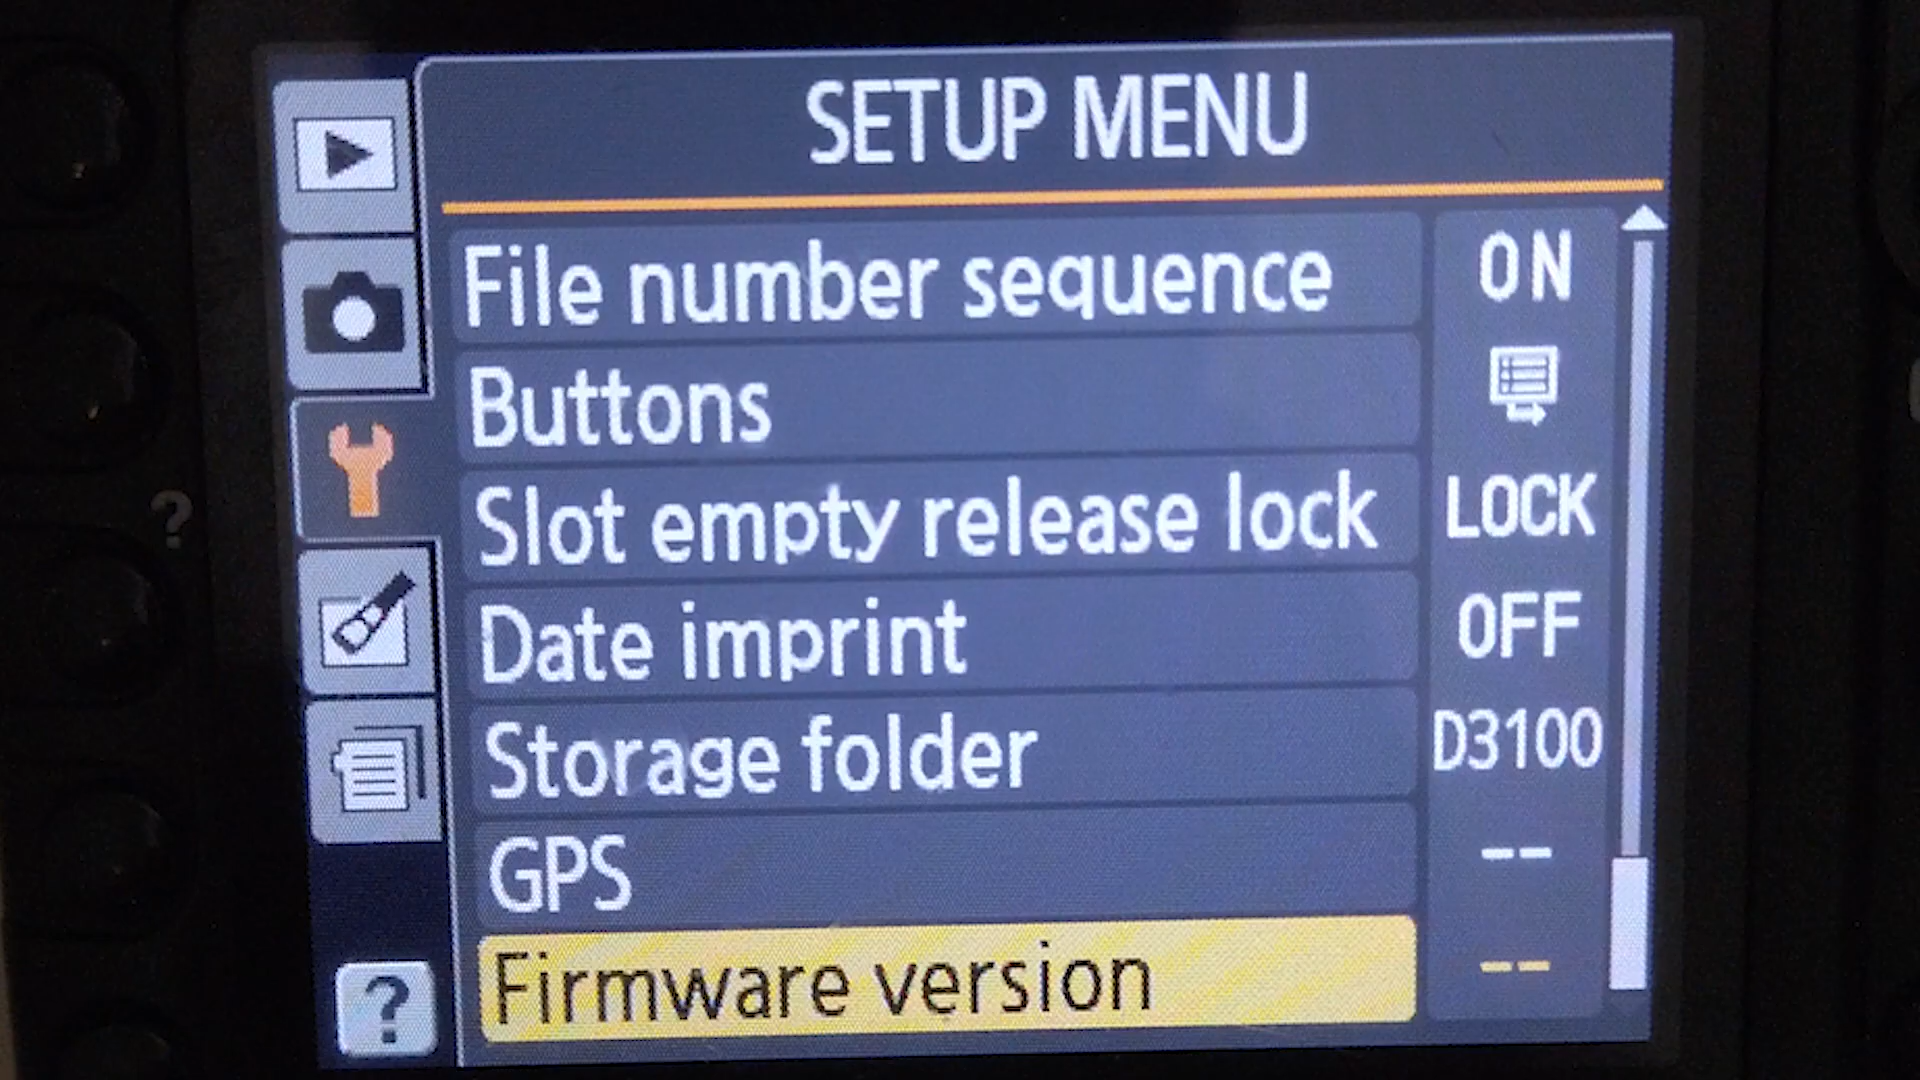 SETUP MENU
File number sequence ON
Buttons
Slot empty release lock LOCK
Date imprint OFF
Storage folder D3100
GPS --
Firmware version --
?
?